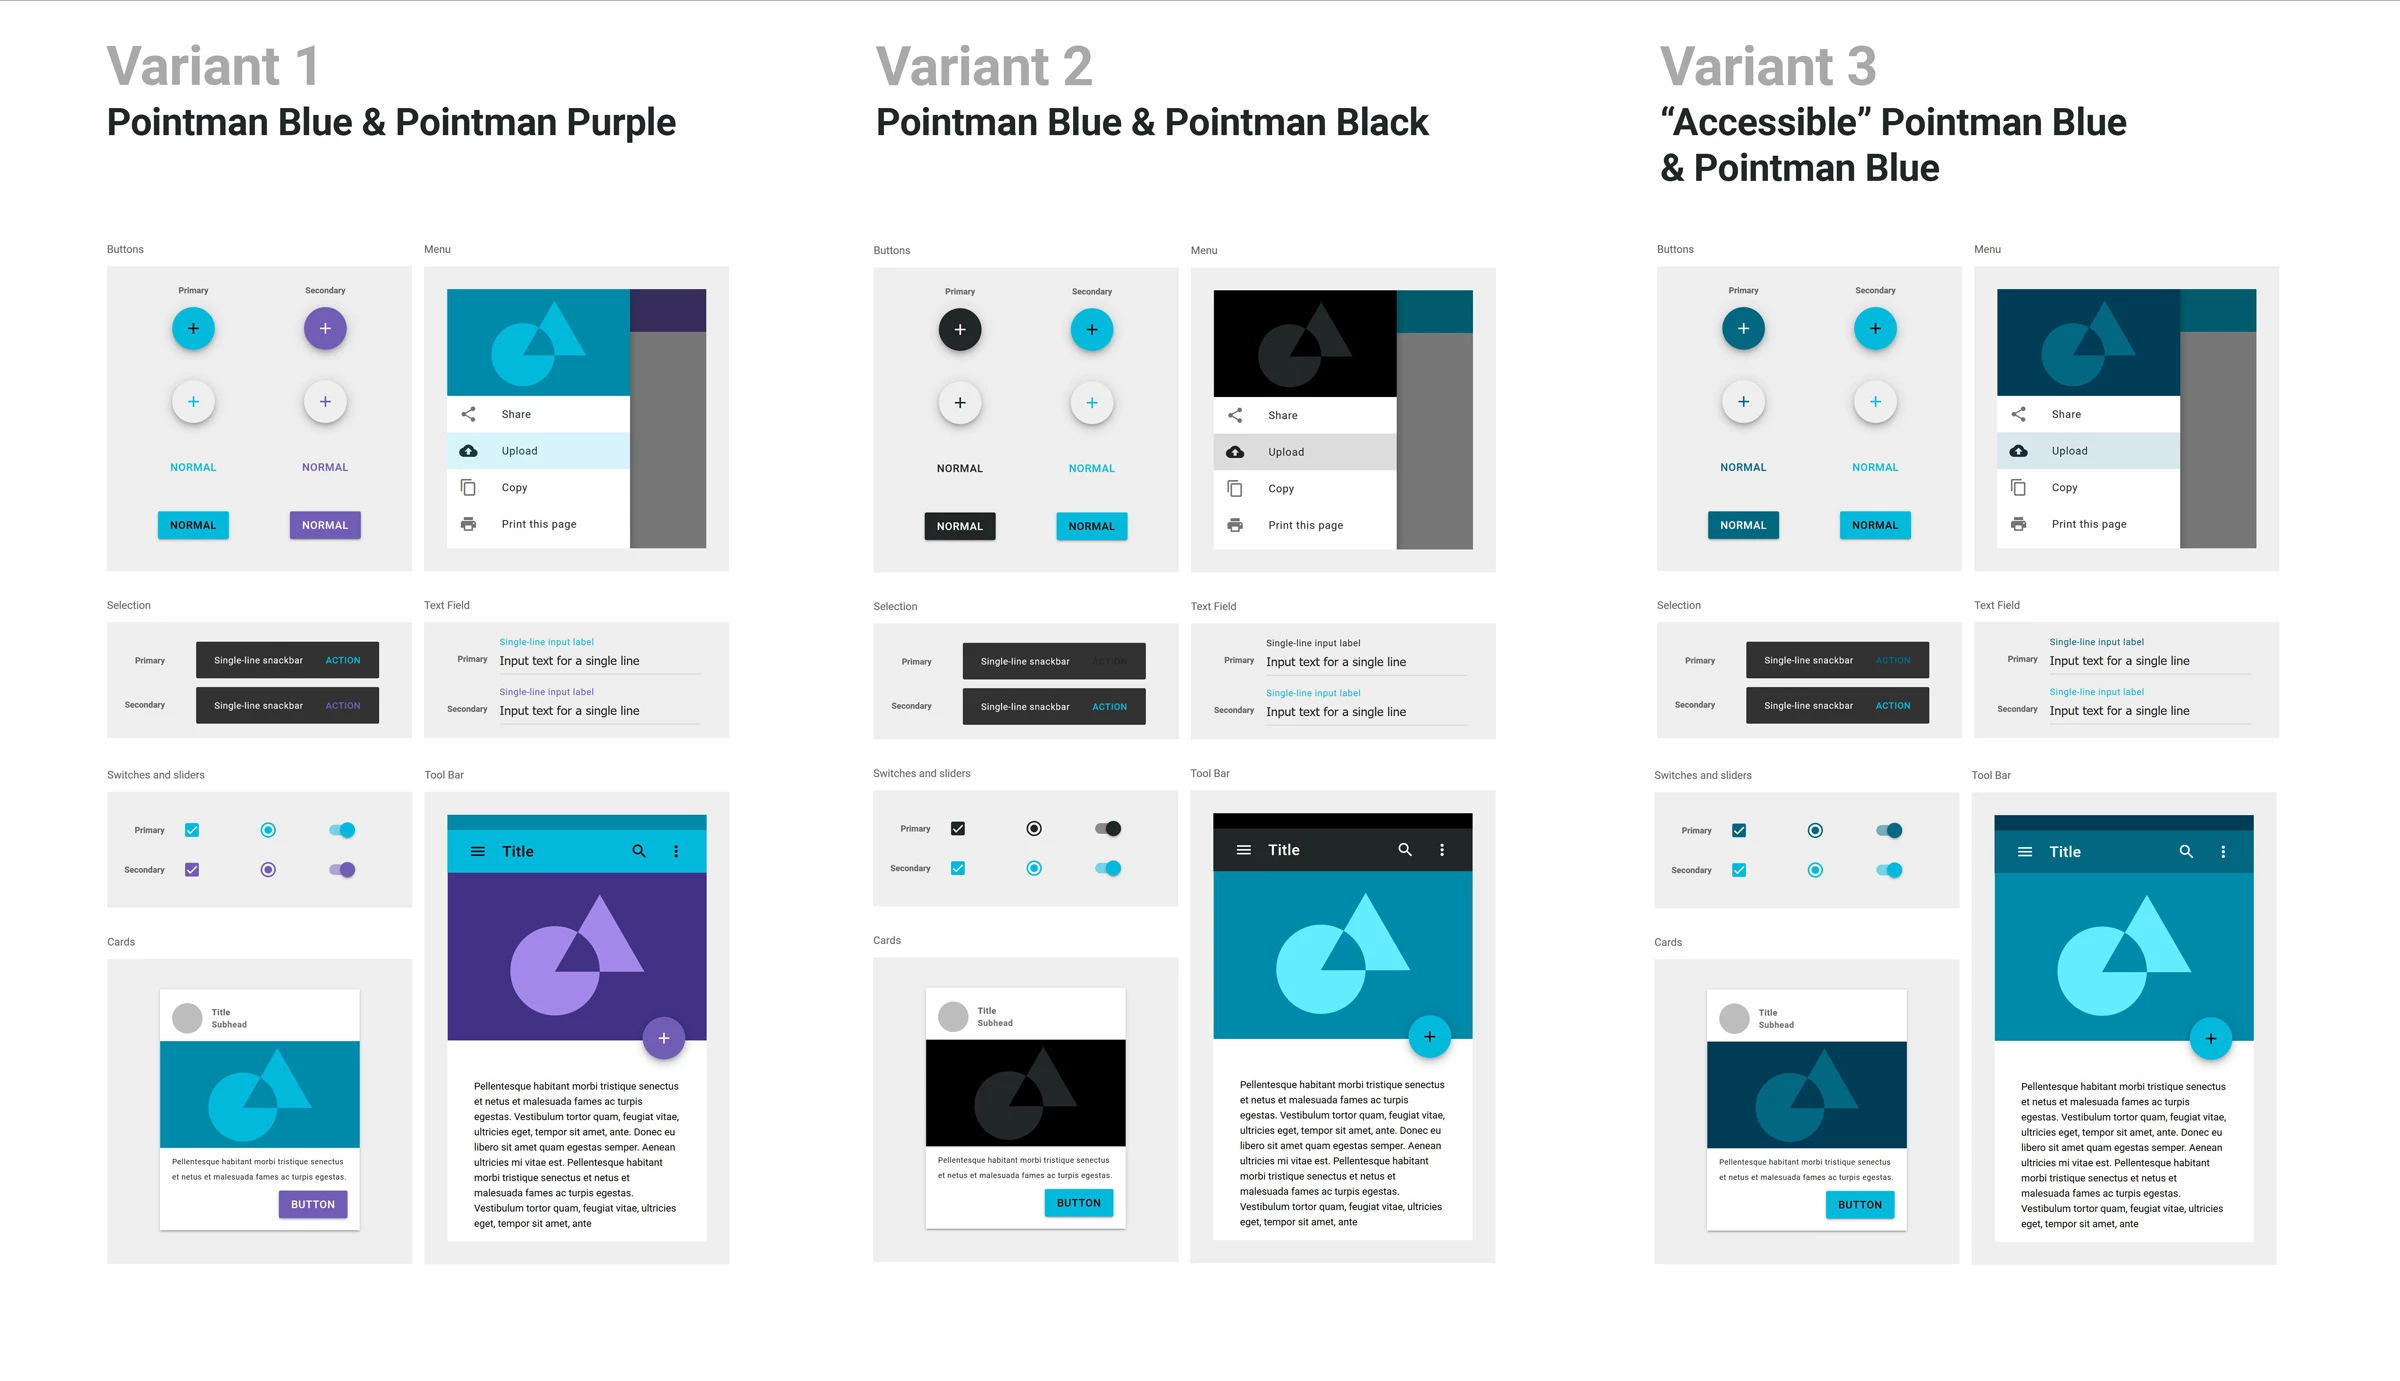 Variant 1
Pointman Blue & Pointman Purple
Buttons
Menu
Primary
Secondary
NORMAL
NORMAL
NORMAL
NORMAL
Share
Upload
Copy
Print this page
Selection
Text Field
Primary
Single-line snackbar
ACTION
Secondary
Single-line snackbar
ACTION
Single-line input label
Primary
Input text for a single line
Single-line input label
Secondary
Input text for a single line
Switches and sliders
Tool Bar
Primary
Secondary
Title
Cards
Title
Subhead
Pellentesque habitant morbi tristique senectus
et netus et malesuada fames ac turpis egestas.
BUTTON
Pellentesque habitant morbi tristique senectus
et netus et malesuada fames ac turpis
egestas. Vestibulum tortor quam, feugiat vitae,
ultricies eget, tempor sit amet, ante. Donec eu
libero sit amet quam egestas semper. Aenean
ultricies mi vitae est. Pellentesque habitant
morbi tristique senectus et netus et
malesuada fames ac turpis egestas.
Vestibulum tortor quam, feugiat vitae, ultricies
eget, tempor sit amet, ante
Variant 2
Pointman Blue & Pointman Black
Buttons
Menu
Primary
Secondary
NORMAL
NORMAL
NORMAL
NORMAL
Share
Upload
Copy
Print this page
Selection
Text Field
Primary
Single-line snackbar
ACTION
Secondary
Single-line snackbar
ACTION
Single-line input label
Primary
Input text for a single line
Single-line input label
Secondary
Input text for a single line
Switches and sliders
Tool Bar
Primary
Secondary
Title
Cards
Title
Subhead
Pellentesque habitant morbi tristique senectus
et netus et malesuada fames ac turpis egestas.
BUTTON
Pellentesque habitant morbi tristique senectus
et netus et malesuada fames ac turpis
egestas. Vestibulum tortor quam, feugiat vitae,
ultricies eget, tempor sit amet, ante. Donec eu
libero sit amet quam egestas semper. Aenean
ultricies mi vitae est. Pellentesque habitant
morbi tristique senectus et netus et
malesuada fames ac turpis egestas.
Vestibulum tortor quam, feugiat vitae, ultricies
eget, tempor sit amet, ante
Variant 3
“Accessible” Pointman Blue
& Pointman Blue
Buttons
Menu
Primary
Secondary
NORMAL
NORMAL
NORMAL
NORMAL
Share
Upload
Copy
Print this page
Selection
Text Field
Primary
Single-line snackbar
ACTION
Secondary
Single-line snackbar
ACTION
Single-line input label
Primary
Input text for a single line
Single-line input label
Secondary
Input text for a single line
Switches and sliders
Tool Bar
Primary
Secondary
Title
Cards
Title
Subhead
Pellentesque habitant morbi tristique senectus
et netus et malesuada fames ac turpis egestas.
BUTTON
Pellentesque habitant morbi tristique senectus
et netus et malesuada fames ac turpis
egestas. Vestibulum tortor quam, feugiat vitae,
ultricies eget, tempor sit amet, ante. Donec eu
libero sit amet quam egestas semper. Aenean
ultricies mi vitae est. Pellentesque habitant
morbi tristique senectus et netus et
malesuada fames ac turpis egestas.
Vestibulum tortor quam, feugiat vitae, ultricies
eget, tempor sit amet, ante